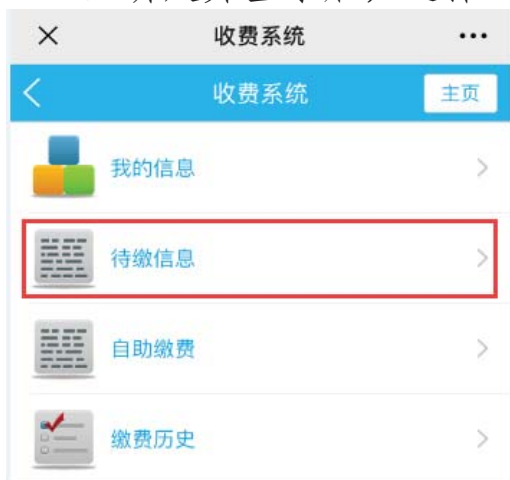 收费系统
收费系统
主页
我的信息
待缴信息
自助缴费
缴费历史